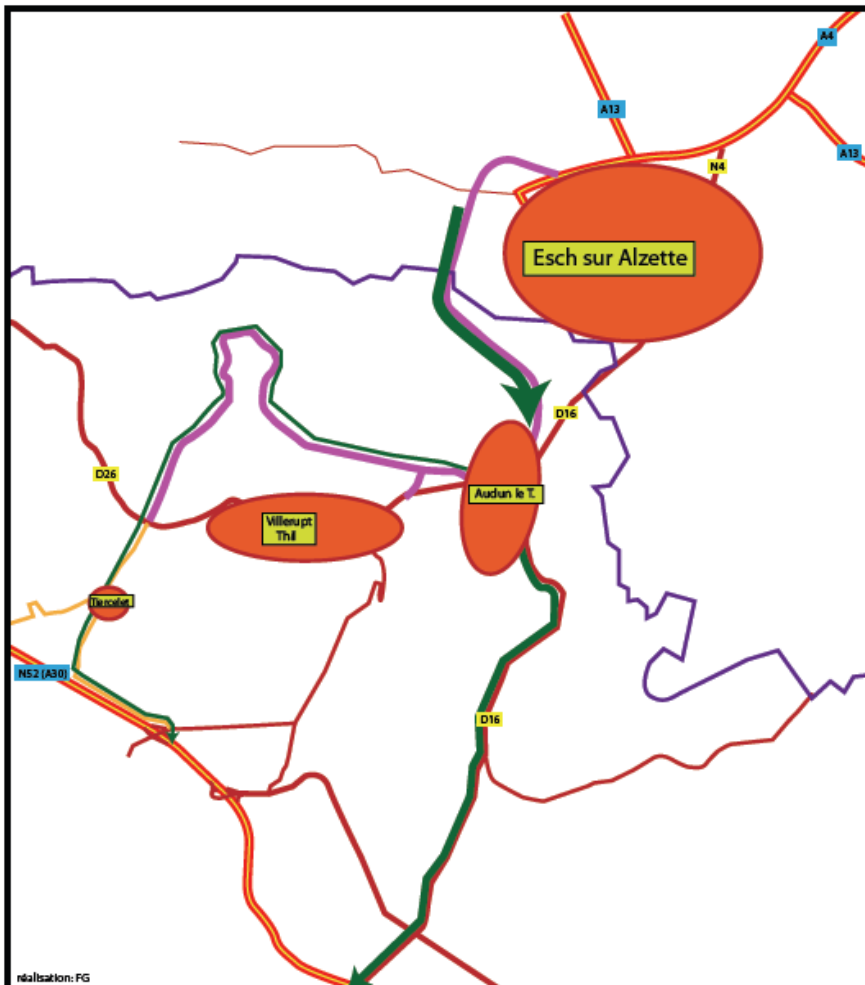 A4
A13
A13
N4
Esch sur Alzette
D16
D26
Audun le T.
Villerupt
Thil
Tiercelet
N52 (A30)
D16
réalisation: FG